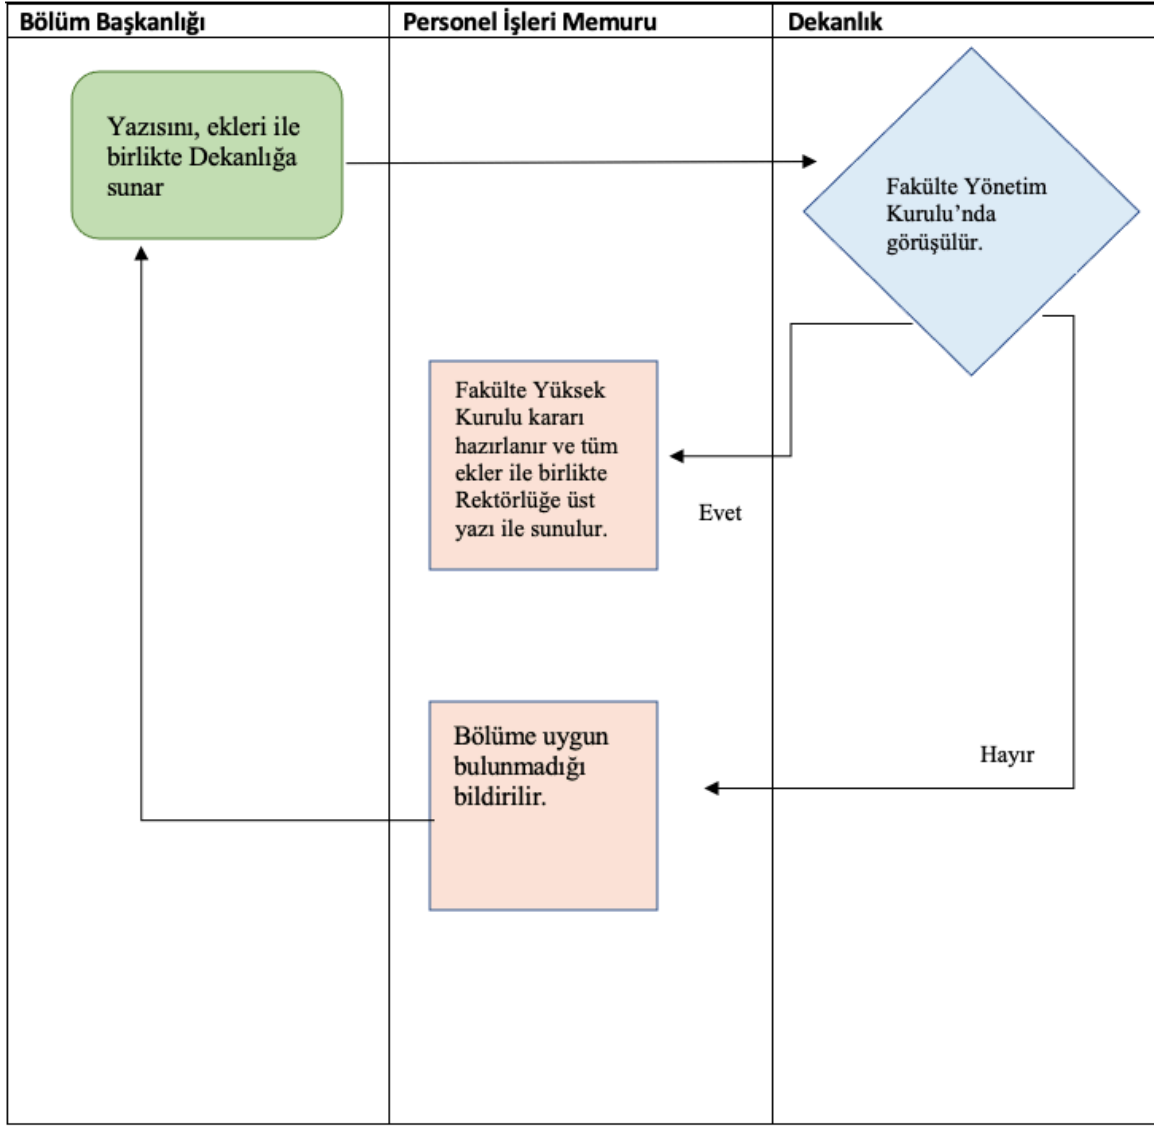 Bölüm Başkanlığı
Personel İşleri Memuru
Dekanlık
Yazısını, ekleri ile
birlikte Dekanlığa
sunar
Fakülte Yönetim
Kurulu’nda
görüşülür.
Fakülte Yüksek
Kurulu kararı
hazırlanır ve tüm
ekler ile birlikte
Rektörlüğe üst
yazı ile sunulur.
Evet
Bölüme uygun
bulunmadığı
bildirilir.
Hayır